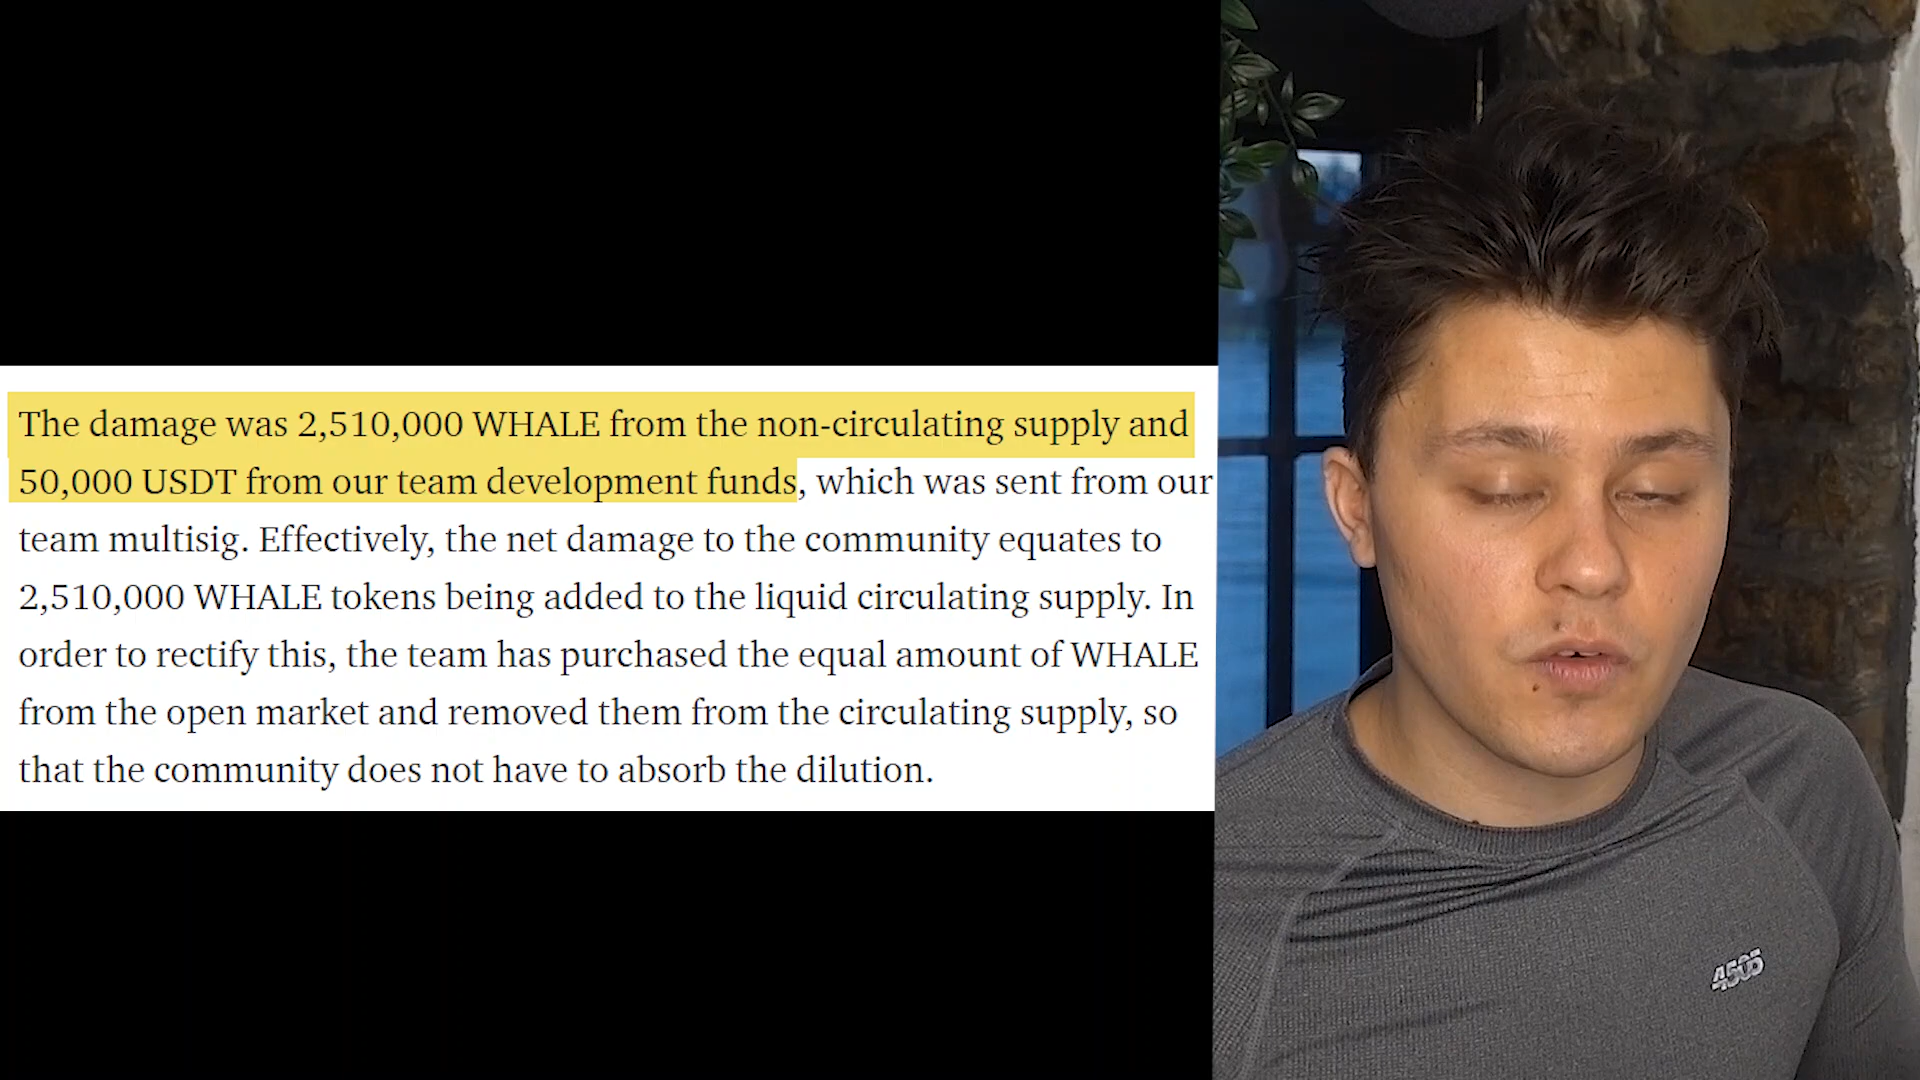 The damage was 2,510,000 WHALE from the non-circulating supply and
50,000 USDT from our team development funds, which was sent from our
team multisig. Effectively, the net damage to the community equates to
2,510,000 WHALE tokens being added to the liquid circulating supply. In
order to rectify this, the team has purchased the equal amount of WHALE
from the open market and removed them from the circulating supply, so
that the community does not have to absorb the dilution.